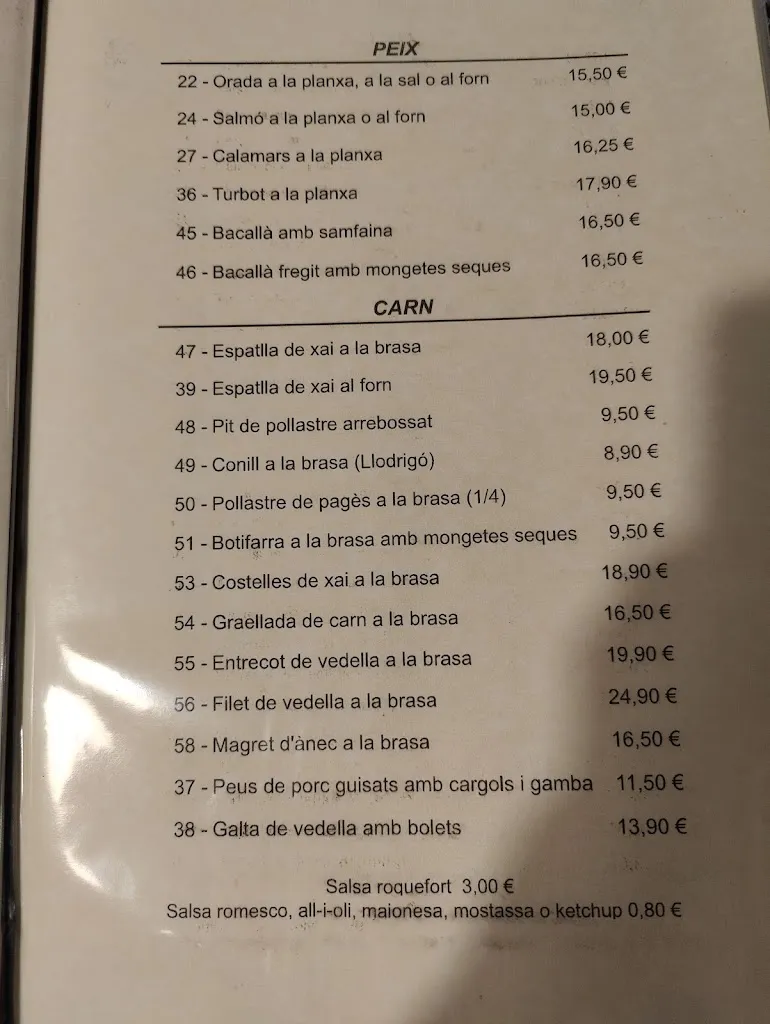 PEIX
22 - Orada a la planxa, a la sal o al forn 15,50 €
24 - Salmó a la planxa o al forn 15,00 €
27 - Calamars a la planxa 16,25 €
36 - Turbot a la planxa 17,90 €
45 - Bacallà amb samfaina 16,50 €
46 - Bacallà fregit amb mongetes seques 16,50 €
CARN
47 - Espatlla de xai a la brasa 18,00 €
39 - Espatlla de xai al forn 19,50 €
48 - Pit de pollastre arrebossat 9,50 €
49 - Conill a la brasa (Llodrigó) 8,90 €
50 - Pollastre de pagès a la brasa (1/4) 9,50 €
51 - Botifarra a la brasa amb mongetes seques 9,50 €
53 - Costelles de xai a la brasa 18,90 €
54 - Graellada de carn a la brasa 16,50 €
55 - Entrecot de vedella a la brasa 19,90 €
56 - Filet de vedella a la brasa 24,90 €
58 - Magret d'ànec a la brasa 16,50 €
37 - Peus de porc guisats amb cargols i gamba 11,50 €
38 - Galta de vedella amb bolets 13,90 €
Salsa roquefort 3,00 €
Salsa romesco, all-i-oli, maionesa, mostassa o ketchup 0,80 €